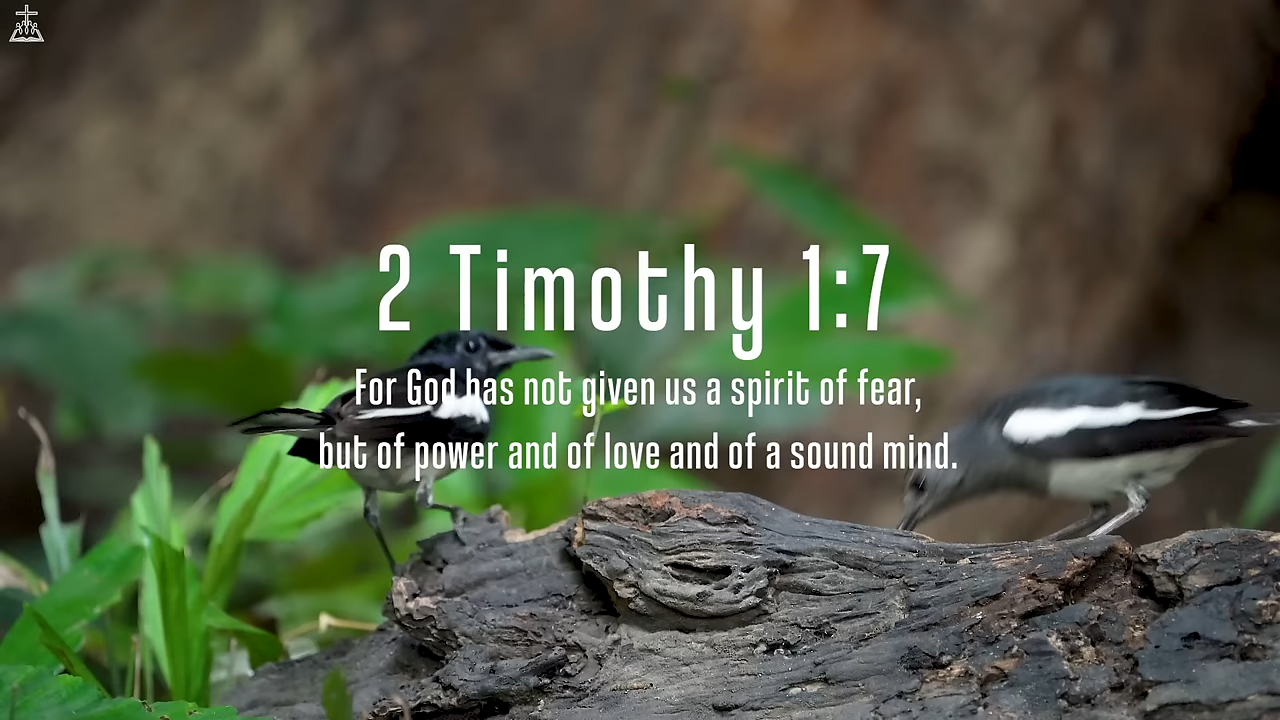 2 Timothy 1:7
For God has not given us a spirit of fear,
but of power and of love and of a sound mind.